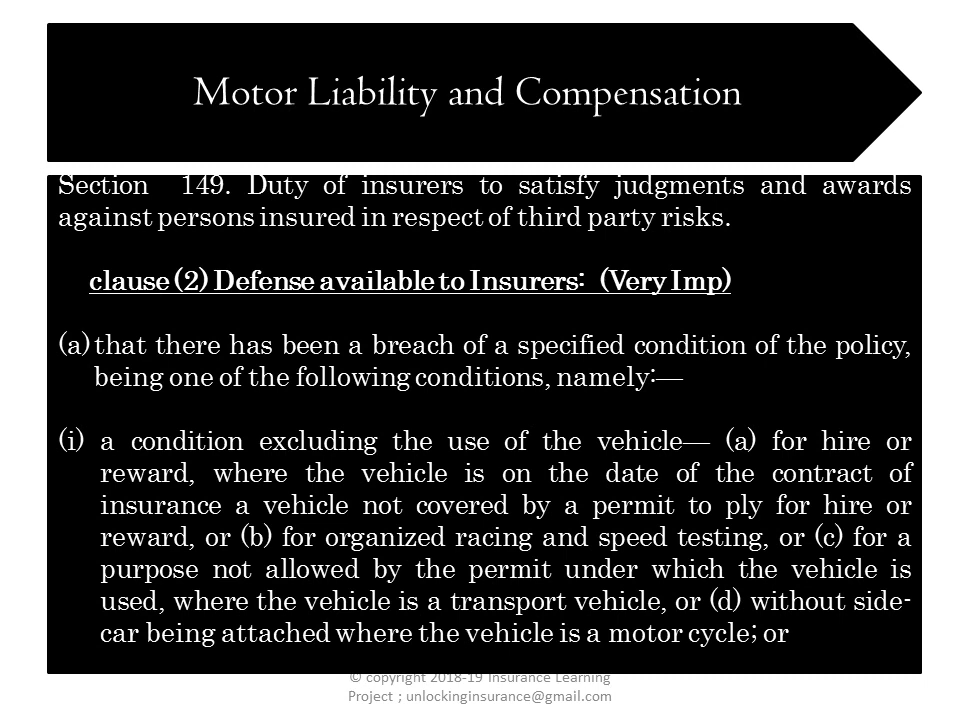 Motor Liability and Compensation
Section 149. Duty of insurers to satisfy judgments and awards
against persons insured in respect of third party risks.
clause (2) Defense available to Insurers: (Very Imp)
(a) that there has been a breach of a specified condition of the policy,
being one of the following conditions, namely:—
(i) a condition excluding the use of the vehicle— (a) for hire or
reward, where the vehicle is on the date of the contract of
insurance a vehicle not covered by a permit to ply for hire or
reward, or (b) for organized racing and speed testing, or (c) for a
purpose not allowed by the permit under which the vehicle is
used, where the vehicle is a transport vehicle, or (d) without side-
car being attached where the vehicle is a motor cycle; or
© copyright 2018-19 Insurance Learning
Project ; unlockinginsurance@gmail.com